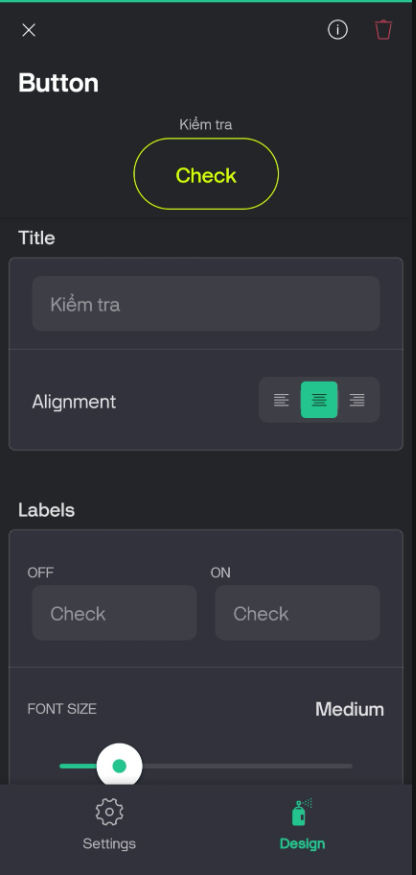 Button
Kiểm tra
Check
Title
Kiểm tra
Alignment
Labels
OFF ON
Check Check
FONT SIZE Medium
Settings Design